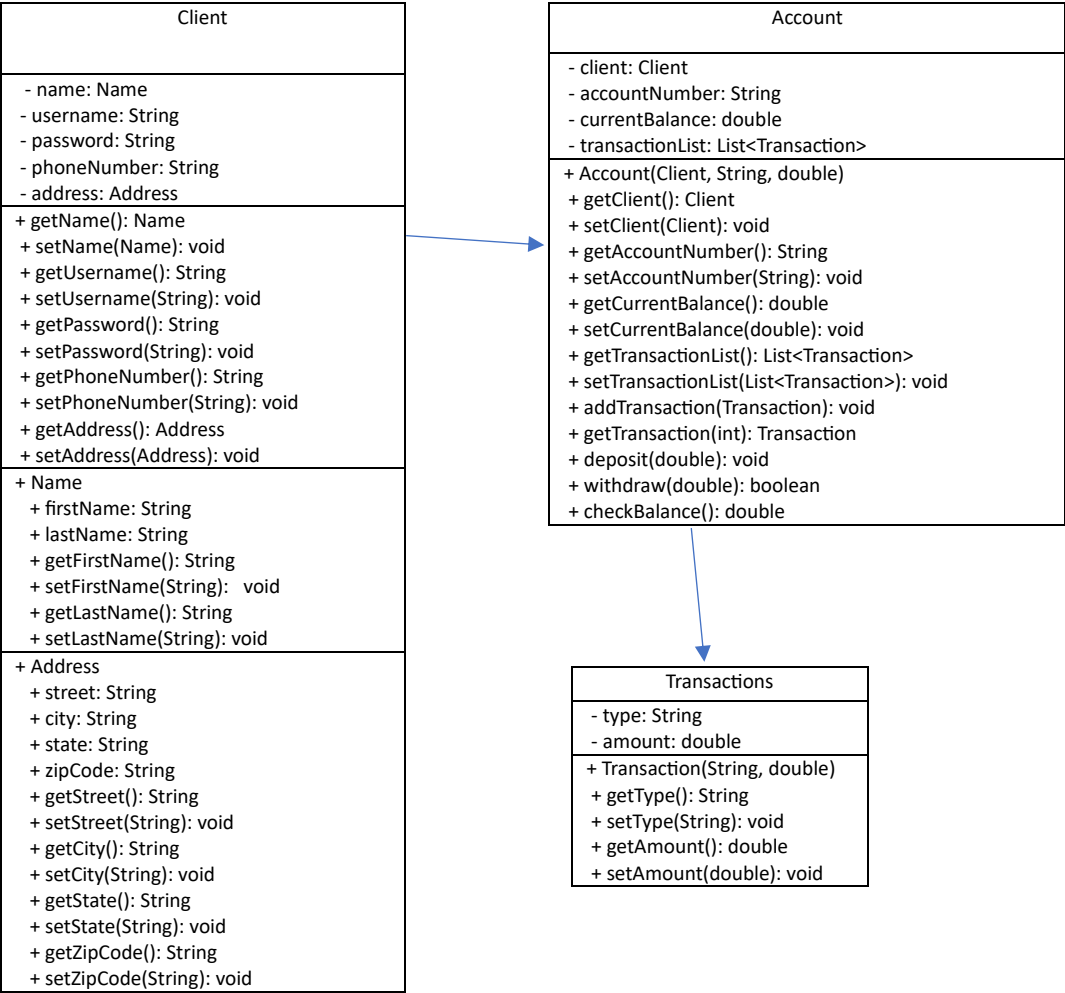 Client
- name: Name
- username: String
- password: String
- phoneNumber: String
- address: Address
+ getName(): Name
+ setName(Name): void
+ getUsername(): String
+ setUsername(String): void
+ getPassword(): String
+ setPassword(String): void
+ getPhoneNumber(): String
+ setPhoneNumber(String): void
+ getAddress(): Address
+ setAddress(Address): void
+ Name
+ firstName: String
+ lastName: String
+ getFirstName(): String
+ setFirstName(String): void
+ getLastName(): String
+ setLastName(String): void
+ Address
+ street: String
+ city: String
+ state: String
+ zipCode: String
+ getStreet(): String
+ setStreet(String): void
+ getCity(): String
+ setCity(String): void
+ getState(): String
+ setState(String): void
+ getZipCode(): String
+ setZipCode(String): void
Account
- client: Client
- accountNumber: String
- currentBalance: double
- transactionList: List<Transaction>
+ Account(Client, String, double)
+ getClient(): Client
+ setClient(Client): void
+ getAccountNumber(): String
+ setAccountNumber(String): void
+ getCurrentBalance(): double
+ setCurrentBalance(double): void
+ getTransactionList(): List<Transaction>
+ setTransactionList(List<Transaction>): void
+ addTransaction(Transaction): void
+ getTransaction(int): Transaction
+ deposit(double): void
+ withdraw(double): boolean
+ checkBalance(): double
Transactions
- type: String
- amount: double
+ Transaction(String, double)
+ getType(): String
+ setType(String): void
+ getAmount(): double
+ setAmount(double): void